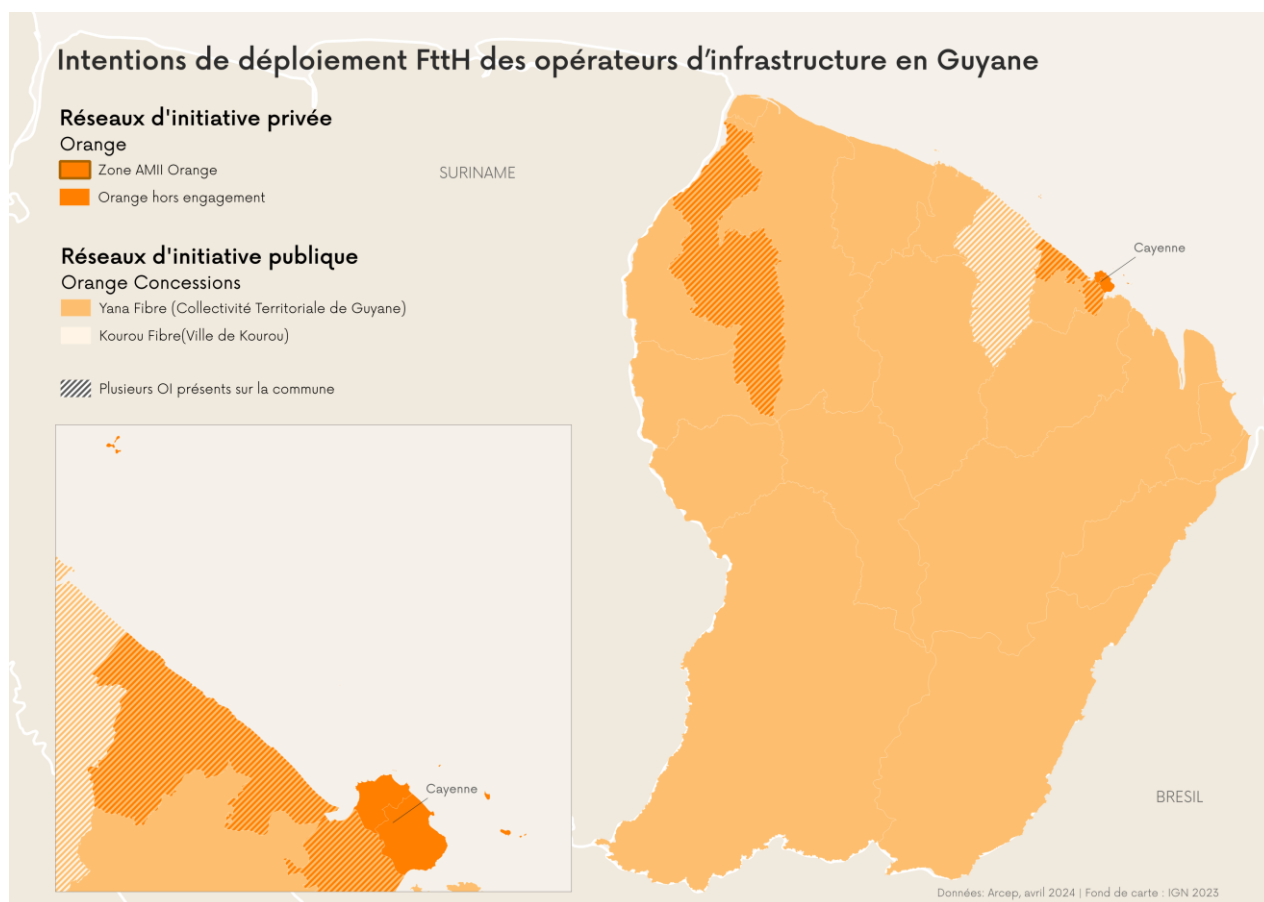 Intentions de déploiement FttH des opérateurs d'infrastructure en Guyane
Réseaux d'initiative privée
Orange
Zone AMII Orange
Orange hors engagement
Réseaux d'initiative publique
Orange Concessions
Yana Fibre (Collectivité Territoriale de Guyane)
Kourou Fibre(Ville de Kourou)
Plusieurs OI présents sur la commune
SURINAME
Cayenne
Cayenne
BRESIL
Données: Arcep, avril 2024 | Fond de carte : IGN 2023